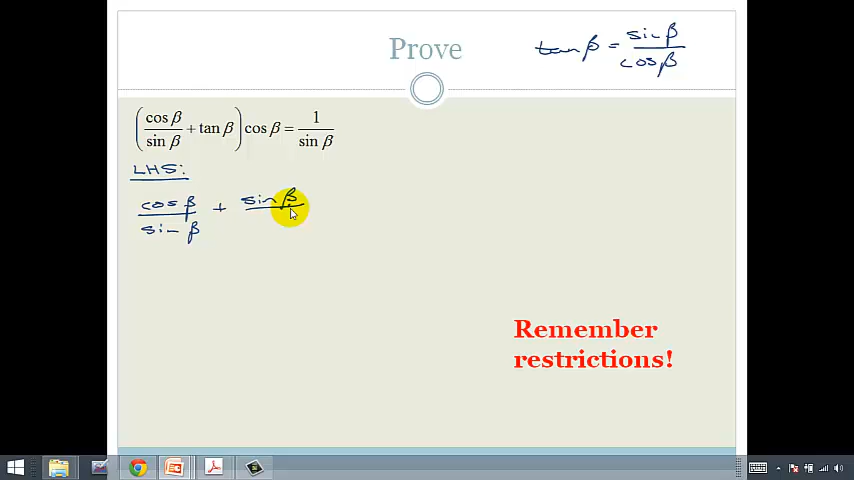 Prove
tan β = sin β / cos β
(cos β / sin β + tan β) cos β = 1 / sin β
LHS:
cos β / sin β + sin β
Remember
restrictions!